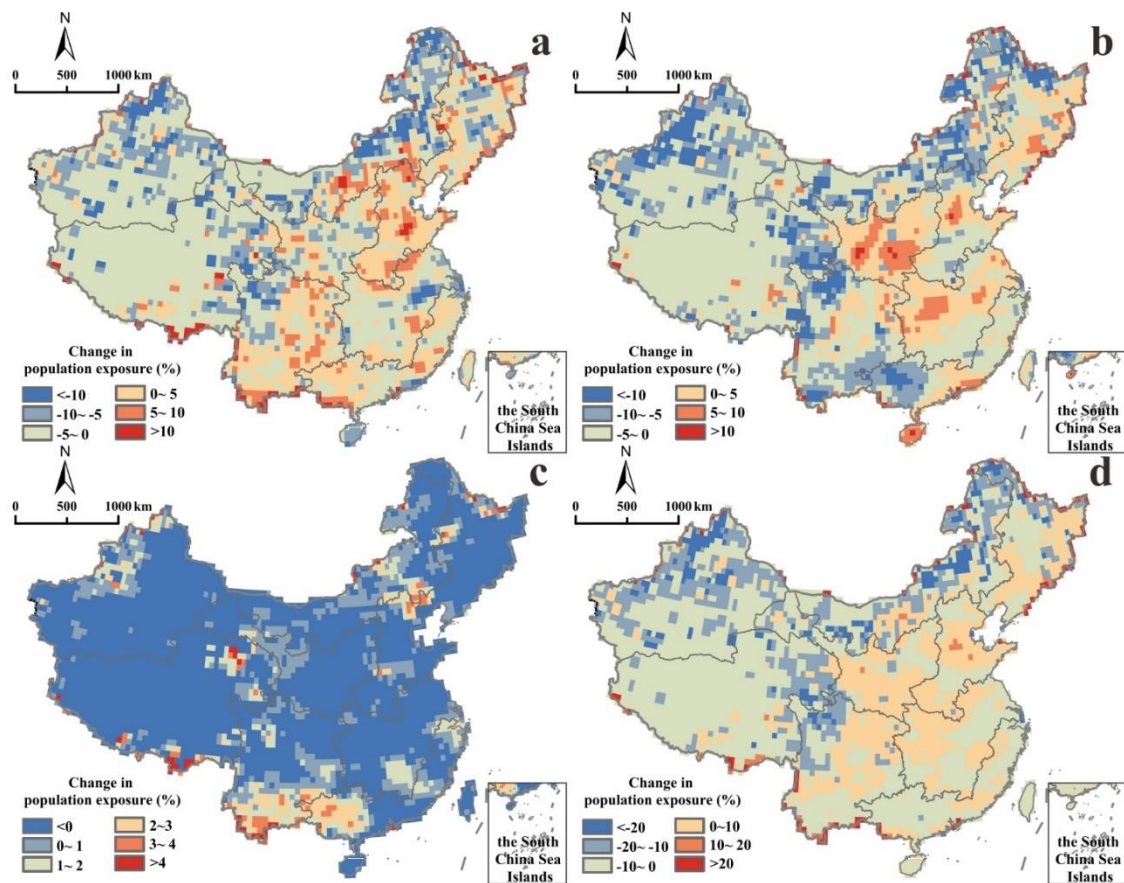 N
a
0 500 1000 km
Change in
population exposure (%)
<-10
-10~ -5
-5~ 0
0~ 5
5~ 10
>10
the South
China Sea
Islands
N
b
0 500 1000 km
Change in
population exposure (%)
<-10
-10~ -5
-5~ 0
0~ 5
5~ 10
>10
the South
China Sea
Islands
N
c
0 500 1000 km
Change in
population exposure (%)
<0
0~ 1
1~ 2
2~3
3~ 4
>4
the South
China Sea
Islands
N
d
0 500 1000 km
Change in
population exposure (%)
<-20
-20~ -10
-10~ 0
0~10
10~ 20
>20
the South
China Sea
Islands